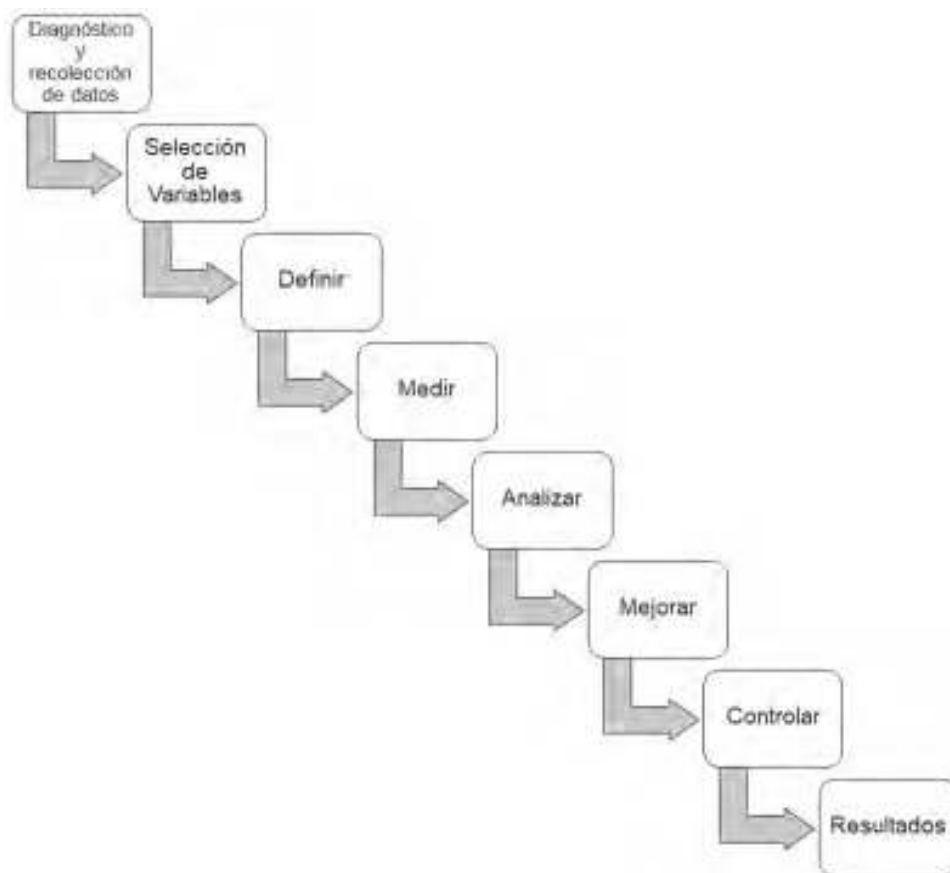 Diagnóstico
y
recolección
de datos
Selección
de
Variables
Definir
Medir
Analizar
Mejorar
Controlar
Resultados